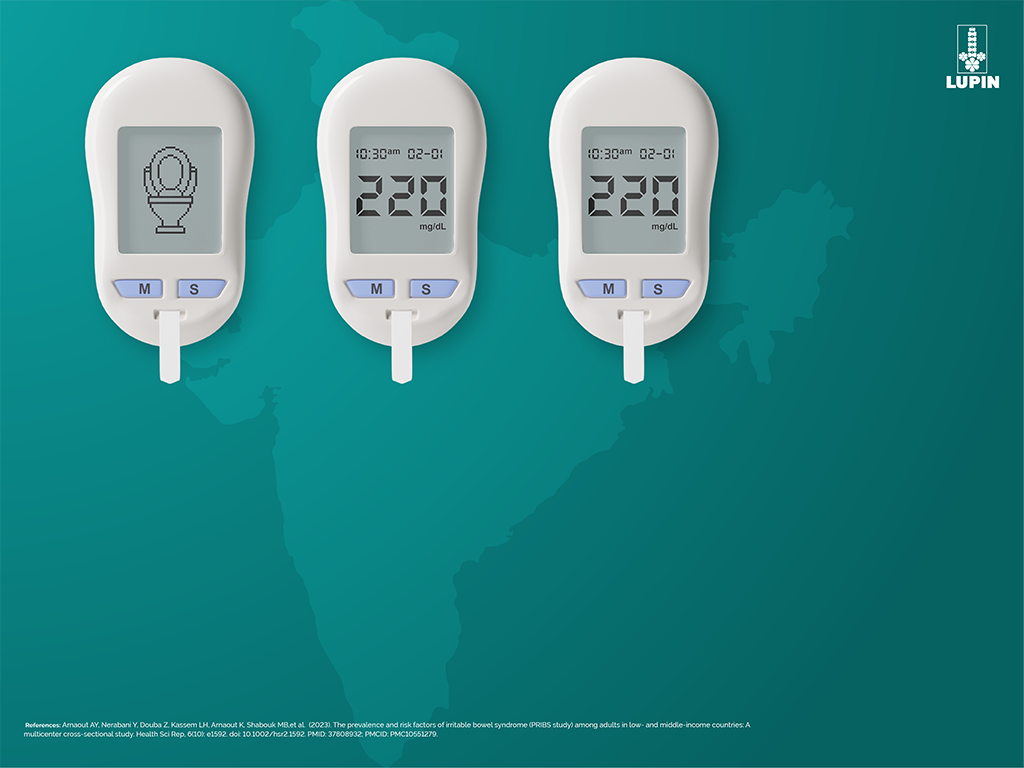 LUPIN
10:30am 02-01
220
mg/dL
10:30am 02-01
220
mg/dL
M S
M S
M S
References: Arnaout AY, Nerabani Y, Douba Z, Kassem LH, Arnaout K, Shabouk MB,et al. (2023). The prevalence and risk factors of irritable bowel syndrome (PRIBS study) among adults in low- and middle-income countries: A
multicenter cross-sectional study. Health Sci Rep, 6(10): e1592. doi: 10.1002/hsr2.1592. PMID: 37808932; PMCID: PMC10551279.